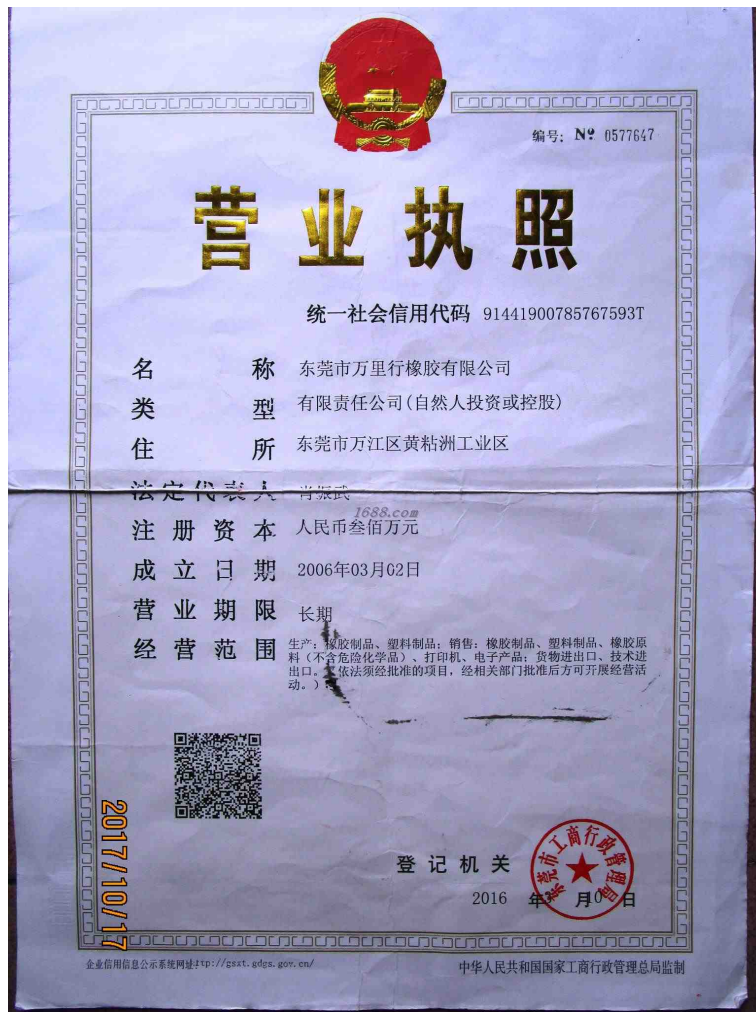 编号: № 0577647
营业执照
统一社会信用代码 91441900785767593T
名称 东莞市万里行橡胶有限公司
类型 有限责任公司(自然人投资或控股)
住所 东莞市万江区黄粘洲工业区
法定代表人 肖振武
1688.com
注册资本 人民币叁佰万元
成立日期 2006年03月02日
营业期限 长期
经营范围 生产：橡胶制品、塑料制品；销售：橡胶制品、塑料制品、橡胶原
料（不含危险化学品）、打印机、电子产品；货物进出口、技术进
出口。依法须经批准的项目，经相关部门批准后方可开展经营活
动。）
2017/10/17
登记机关
东莞市工商行政管理局
2016 年 月 日
企业信用信息公示系统网址:ttp://gsxt.gdgs.gov.cn/
中华人民共和国国家工商行政管理总局监制